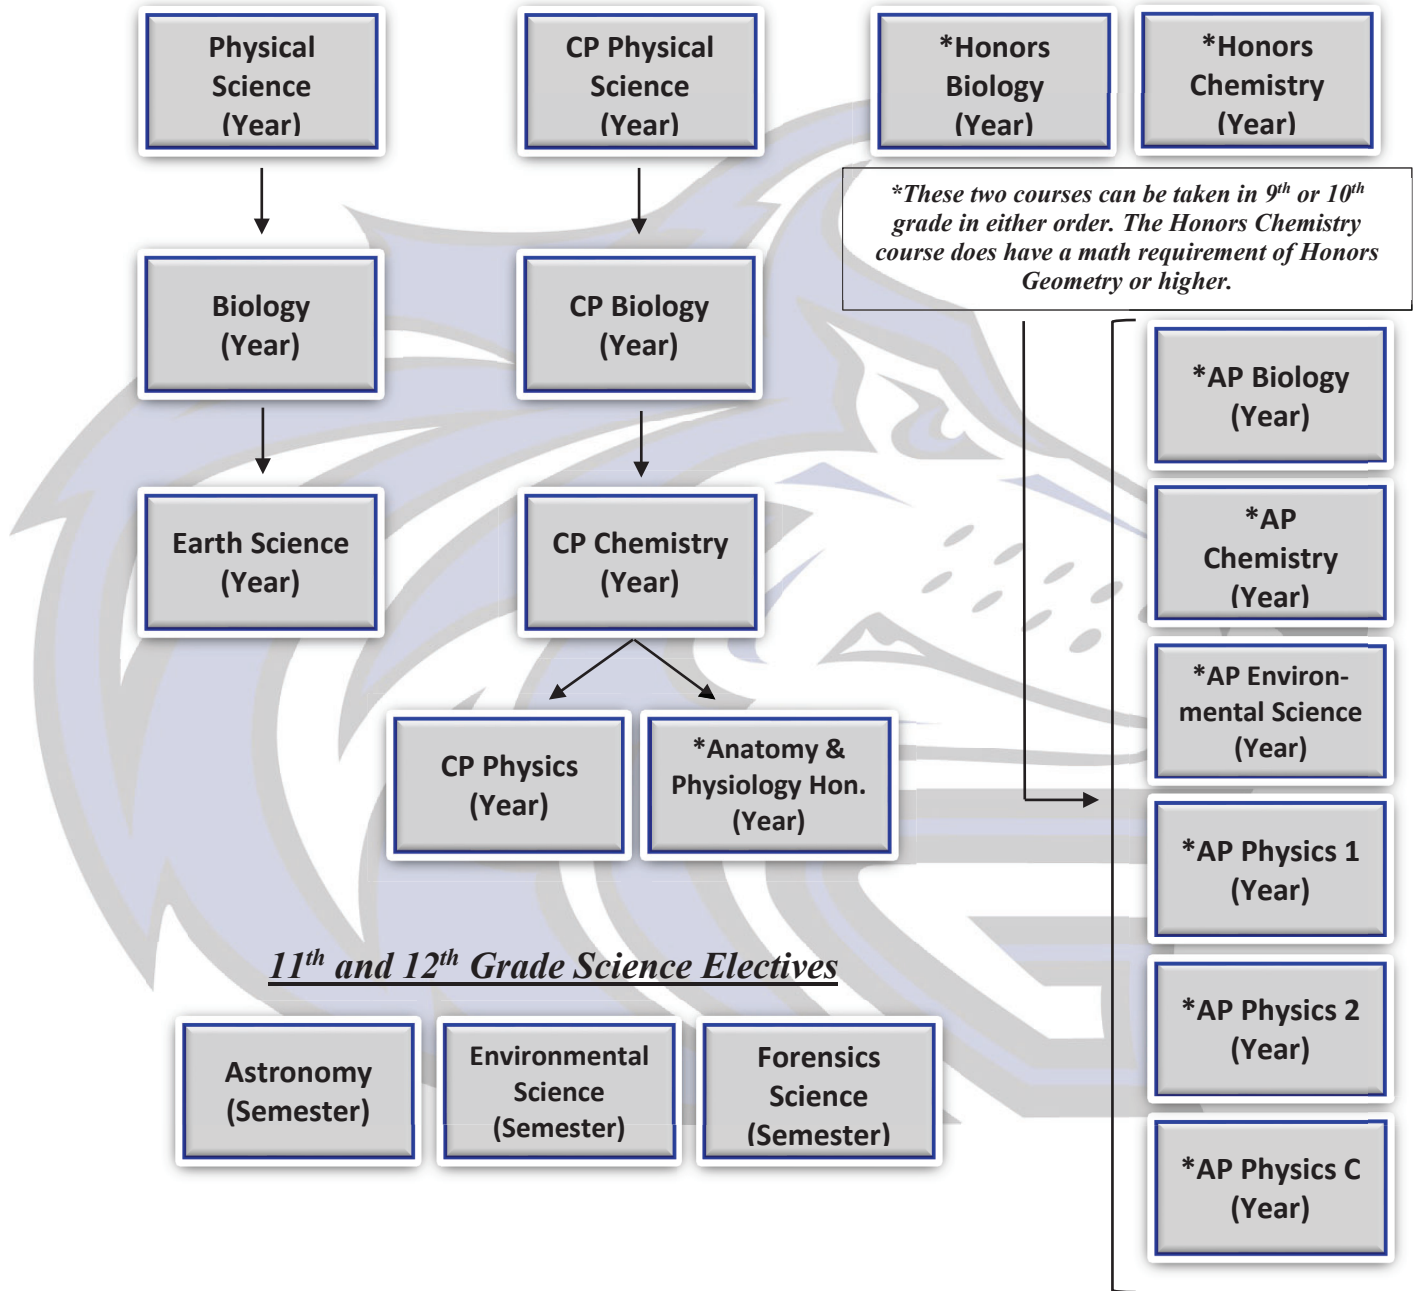 Physical
Science
(Year)
CP Physical
Science
(Year)
*Honors
Biology
(Year)
*Honors
Chemistry
(Year)
*These two courses can be taken in 9th or 10th
grade in either order. The Honors Chemistry
course does have a math requirement of Honors
Geometry or higher.
Biology
(Year)
CP Biology
(Year)
*AP Biology
(Year)
Earth Science
(Year)
CP Chemistry
(Year)
*AP
Chemistry
(Year)
*AP Environ-
mental Science
(Year)
CP Physics
(Year)
*Anatomy &
Physiology Hon.
(Year)
*AP Physics 1
(Year)
11th and 12th Grade Science Electives
Astronomy
(Semester)
Environmental
Science
(Semester)
Forensics
Science
(Semester)
*AP Physics 2
(Year)
*AP Physics C
(Year)